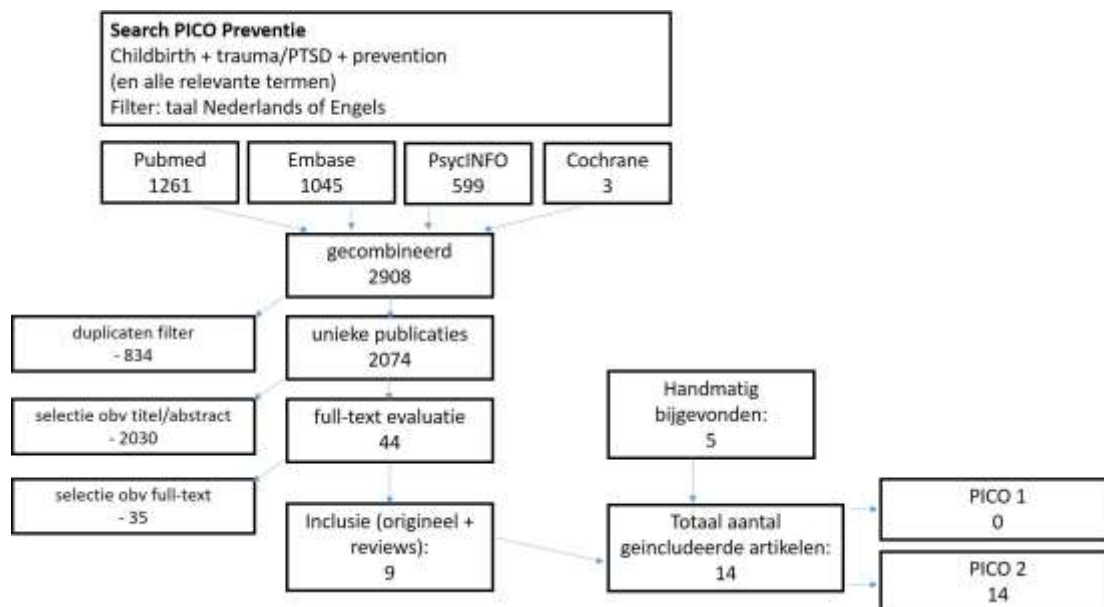 Search PICO Preventie
Childbirth + trauma/PTSD + prevention
(en alle relevante termen)
Filter: taal Nederlands of Engels
Pubmed
1261
Embase
1045
PsycINFO
599
Cochrane
3
gecombineerd
2908
duplicaten filter
- 834
unieke publicaties
2074
selectie obv titel/abstract
- 2030
full-text evaluatie
44
Handmatig
bijgevonden:
5
selectie obv full-text
- 35
Inclusie (origineel +
reviews):
9
Totaal aantal
geincludeerde artikelen:
14
PICO 1
0
PICO 2
14